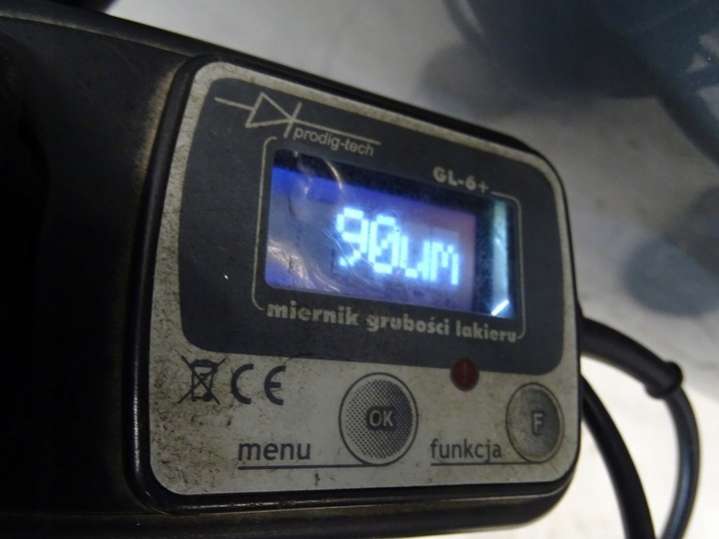 prodig-tech
GL-6+
90um
miernik grubości lakieru
CE
OK
F
menu
funkcja